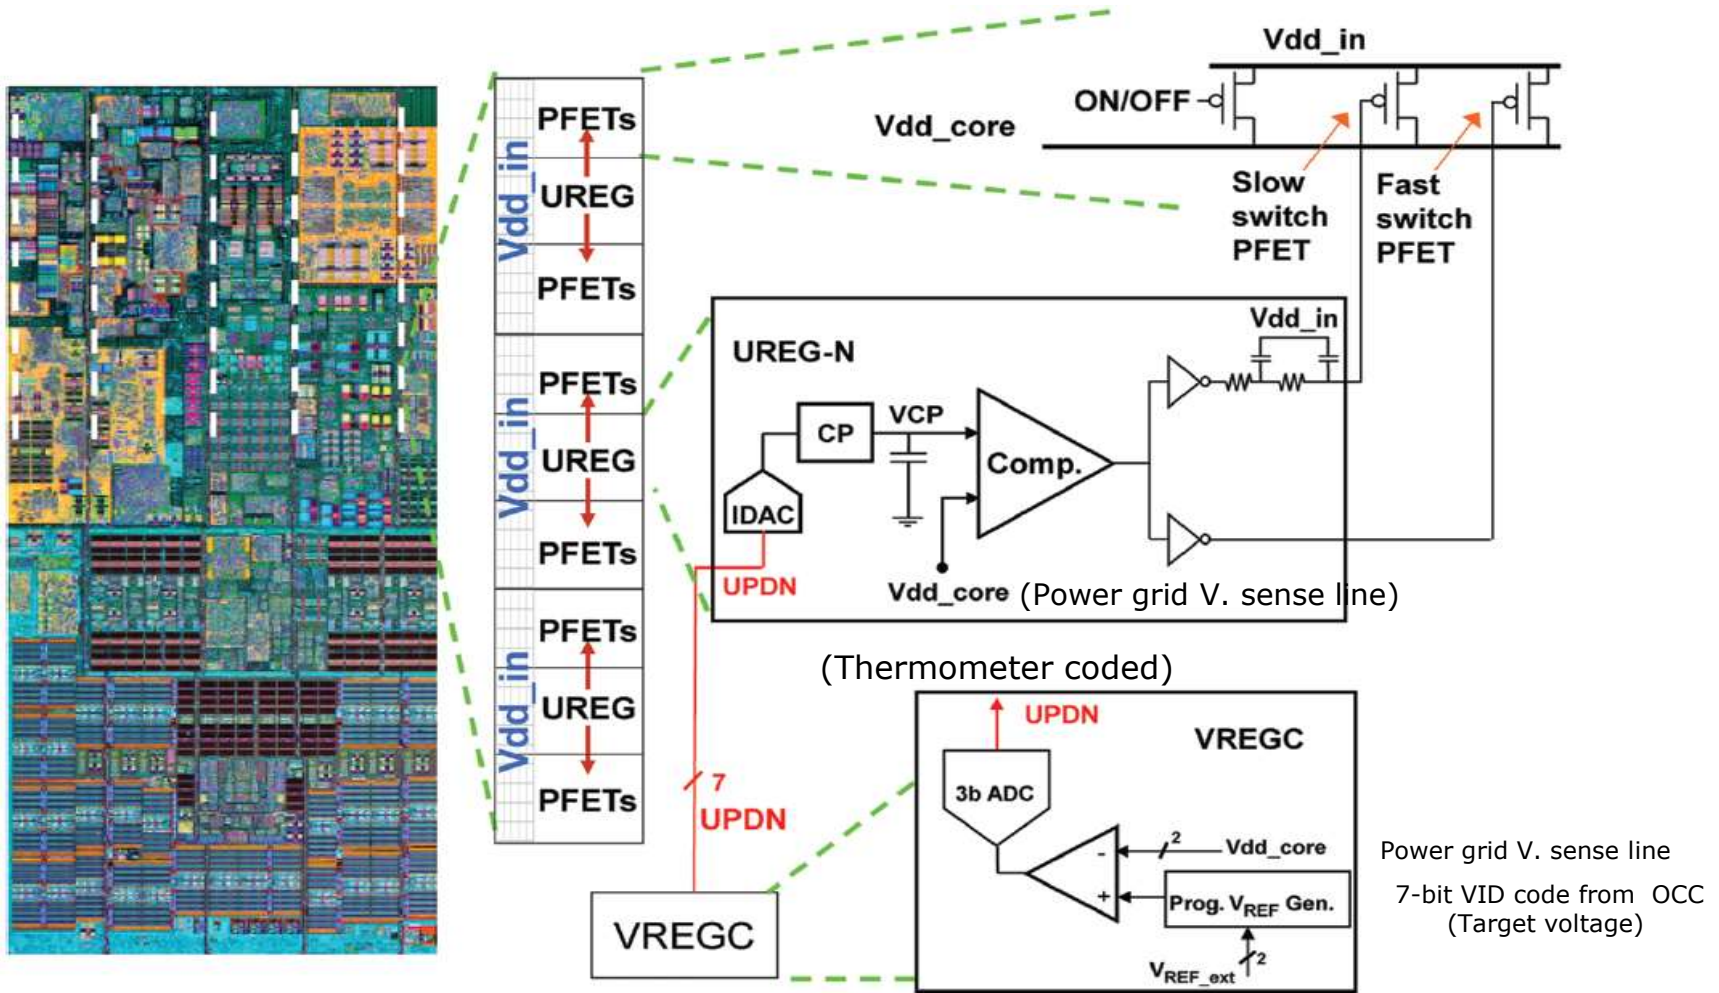 Vdd_in
ON/OFF
Vdd_core
Slow
switch
PFET
Fast
switch
PFET
PFETs
UREG
PFETs
Vdd_in
PFETs
UREG
PFETs
Vdd_in
PFETs
UREG
PFETs
Vdd_in
UREG-N
Vdd_in
CP
VCP
Comp.
IDAC
UPDN
Vdd_core (Power grid V. sense line)
(Thermometer coded)
7
UPDN
VREGC
UPDN
VREGC
3b ADC
-
+
2
Vdd_core
Prog. VREF Gen.
VREF_ext
2
Power grid V. sense line
7-bit VID code from OCC
(Target voltage)